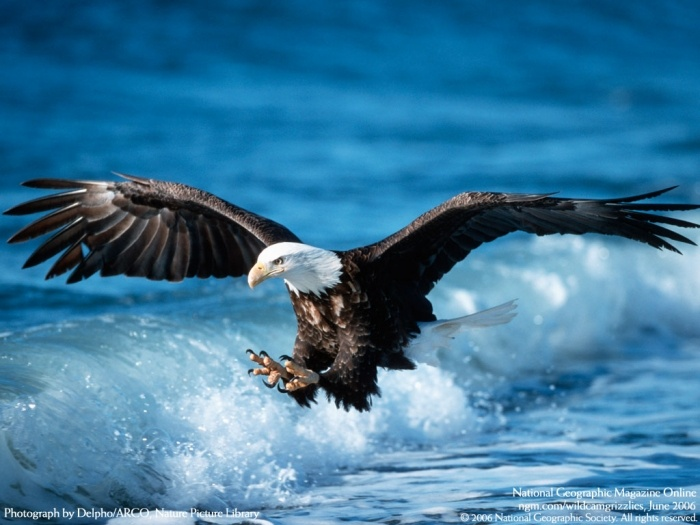 Photograph by Delpho/ARCO, Nature Picture Library
National Geographic Magazine Online
ngm.com/wildcamgrizzlies, June 2006
© 2006 National Geographic Society. All rights reserved.